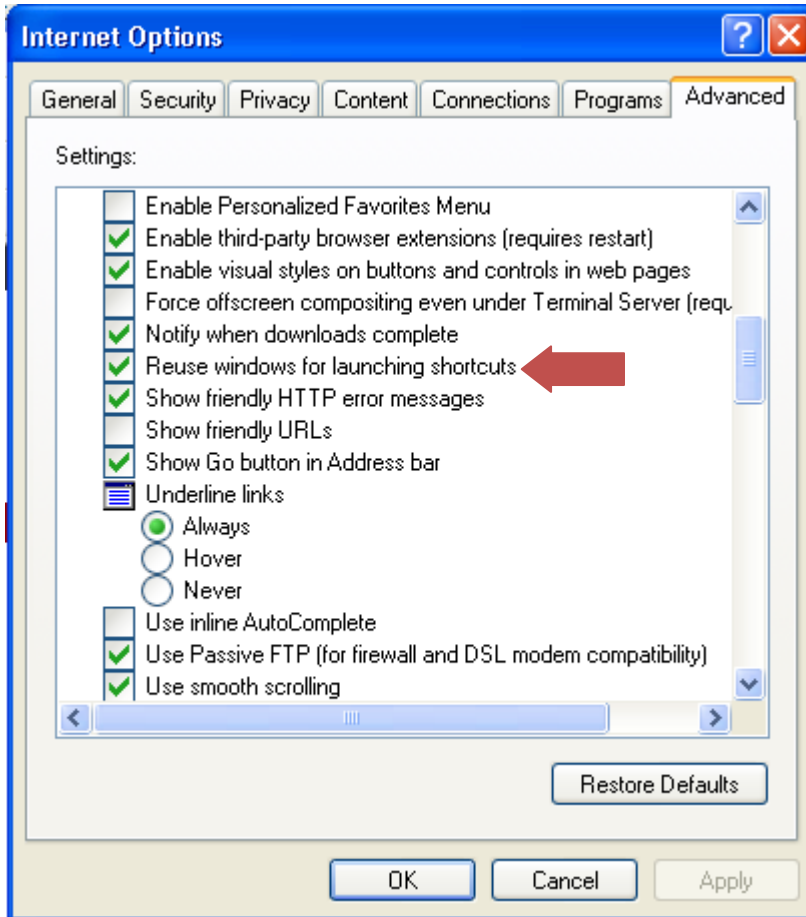 Internet Options
General Security Privacy Content Connections Programs Advanced
Settings:
Enable Personalized Favorites Menu
Enable third-party browser extensions (requires restart)
Enable visual styles on buttons and controls in web pages
Force offscreen compositing even under Terminal Server (requ
Notify when downloads complete
Reuse windows for launching shortcuts
Show friendly HTTP error messages
Show friendly URLs
Show Go button in Address bar
Underline links
Always
Hover
Never
Use inline AutoComplete
Use Passive FTP (for firewall and DSL modem compatibility)
Use smooth scrolling
Restore Defaults
OK Cancel Apply